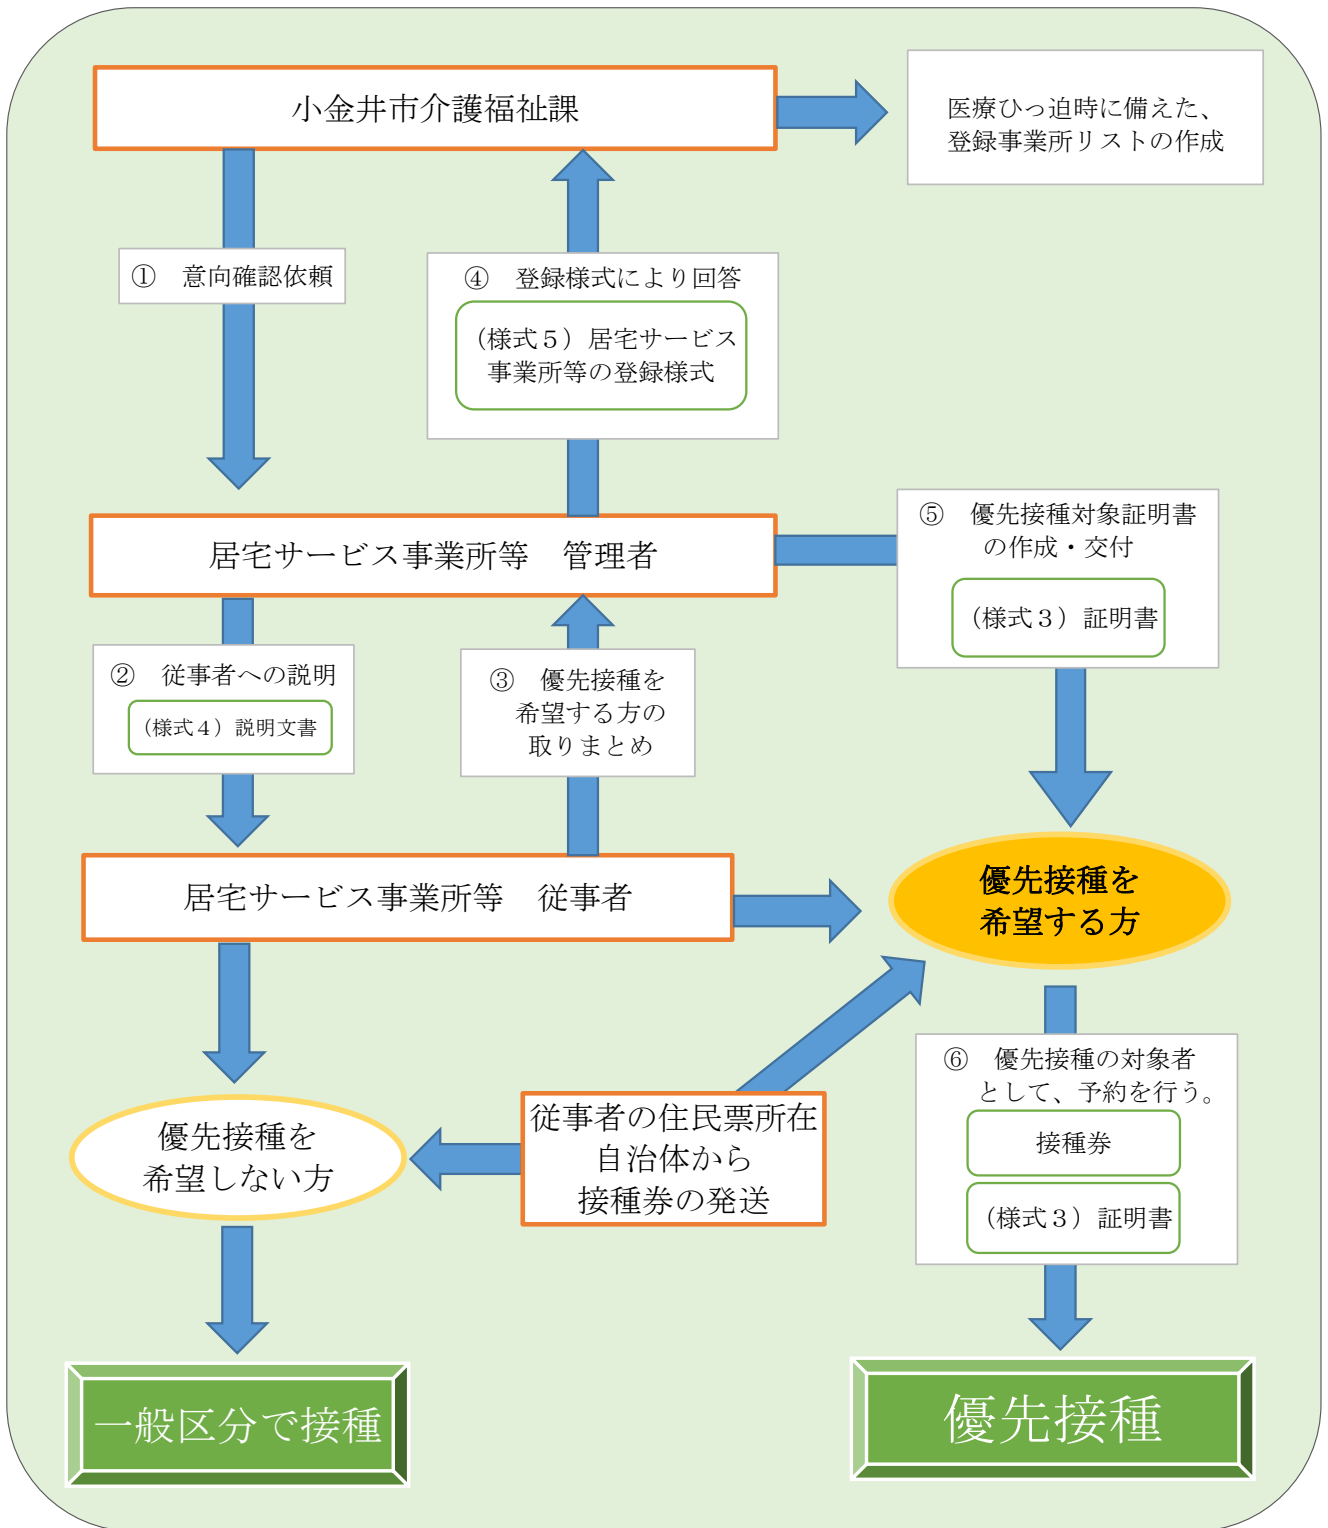 小金井市介護福祉課
医療ひっ迫時に備えた、
登録事業所リストの作成
①　意向確認依頼
④　登録様式により回答
（様式５）居宅サービス
事業所等の登録様式
居宅サービス事業所等　管理者
⑤　優先接種対象証明書
の作成・交付
（様式３）証明書
②　従事者への説明
（様式４）説明文書
③　優先接種を
希望する方の
取りまとめ
居宅サービス事業所等　従事者
優先接種を
希望する方
優先接種を
希望しない方
従事者の住民票所在
自治体から
接種券の発送
⑥　優先接種の対象者
として、予約を行う。
接種券
（様式３）証明書
一般区分で接種
優先接種